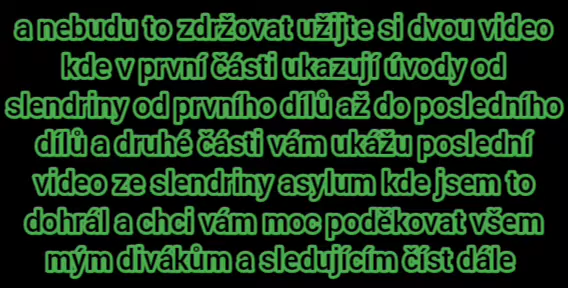 a nebudu to zdržovat užijte si dvou video
kde v první části ukazují úvody od
slendriny od prvního dílů až do posledního
dílů a druhé části vám ukážu poslední
video ze slendriny asylum kde jsem to
dohrál a chci vám moc poděkovat všem
mým divákům a sledujícím číst dále